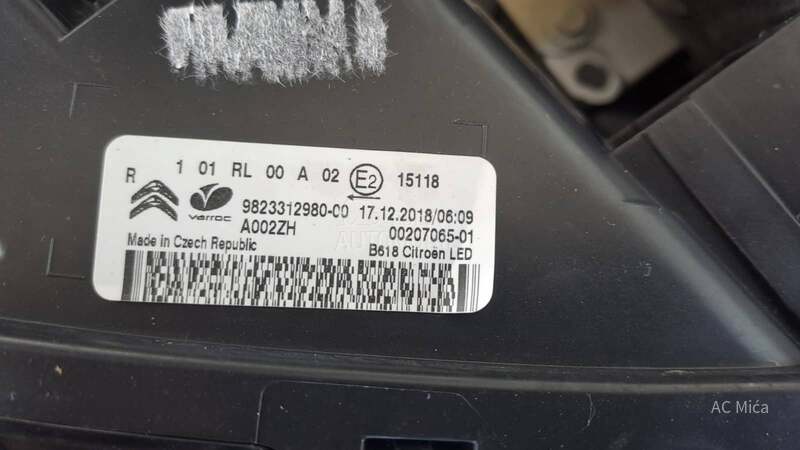 R 1 01 RL 00 A 02 E2 15118
varroc 9823312980-00 17.12.2018/06:09
A002ZH 00207065-01
Made in Czech Republic B618 Citroën LED
AC Mića